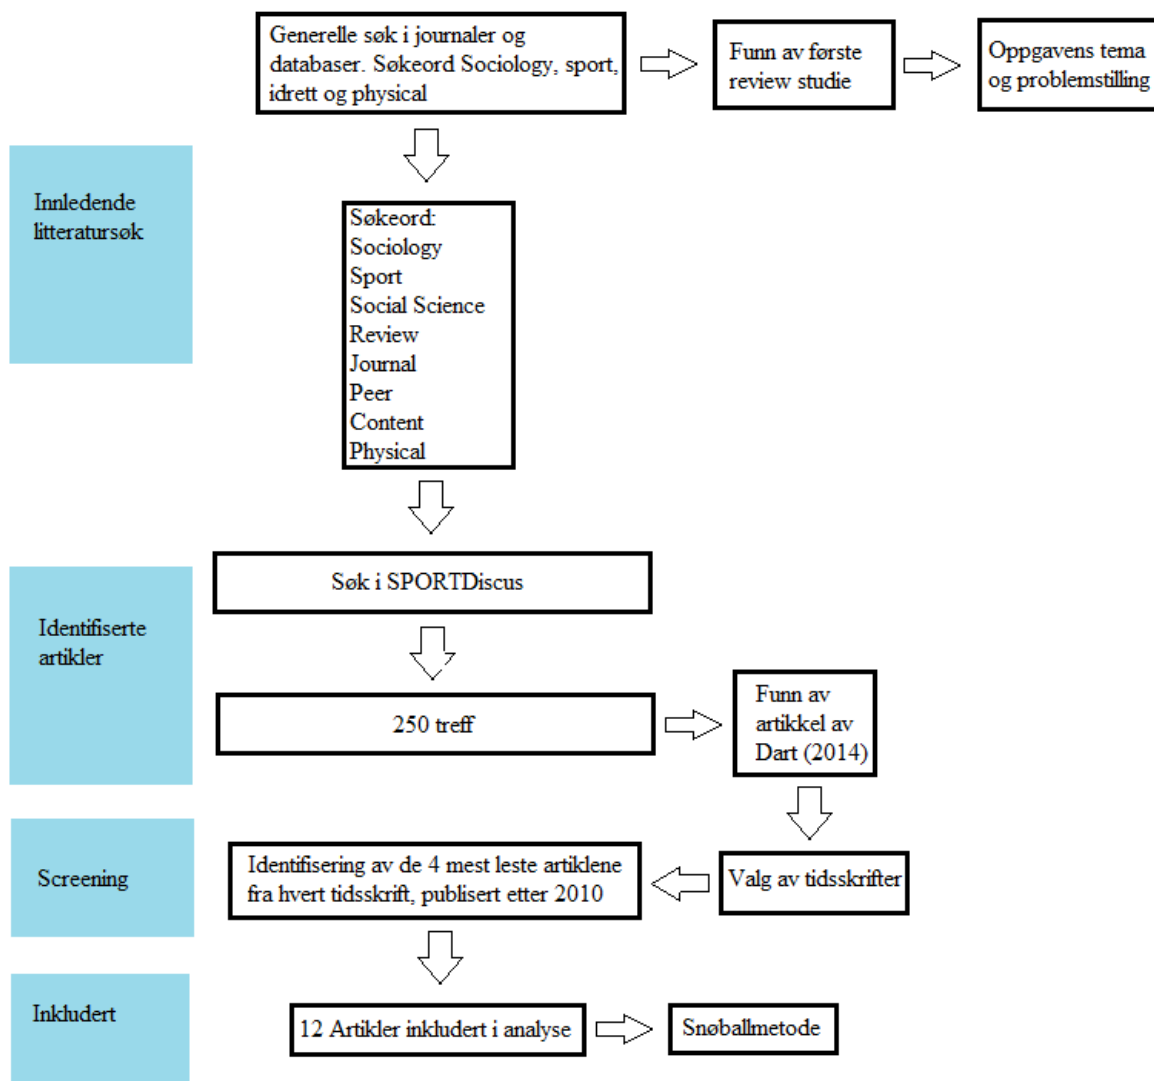 Generelle søk i journaler og
databaser. Søkeord Sociology, sport,
idrett og physical
Funn av første
review studie
Oppgavens tema
og problemstilling
Innledende
litteratursøk
Søkeord:
Sociology
Sport
Social Science
Review
Journal
Peer
Content
Physical
Søk i SPORTDiscus
Identifiserte
artikler
250 treff
Funn av
artikkel av
Dart (2014)
Screening
Identifisering av de 4 mest leste artiklene
fra hvert tidsskrift, publisert etter 2010
Valg av tidsskrifter
Inkludert
12 Artikler inkludert i analyse
Snøballmetode